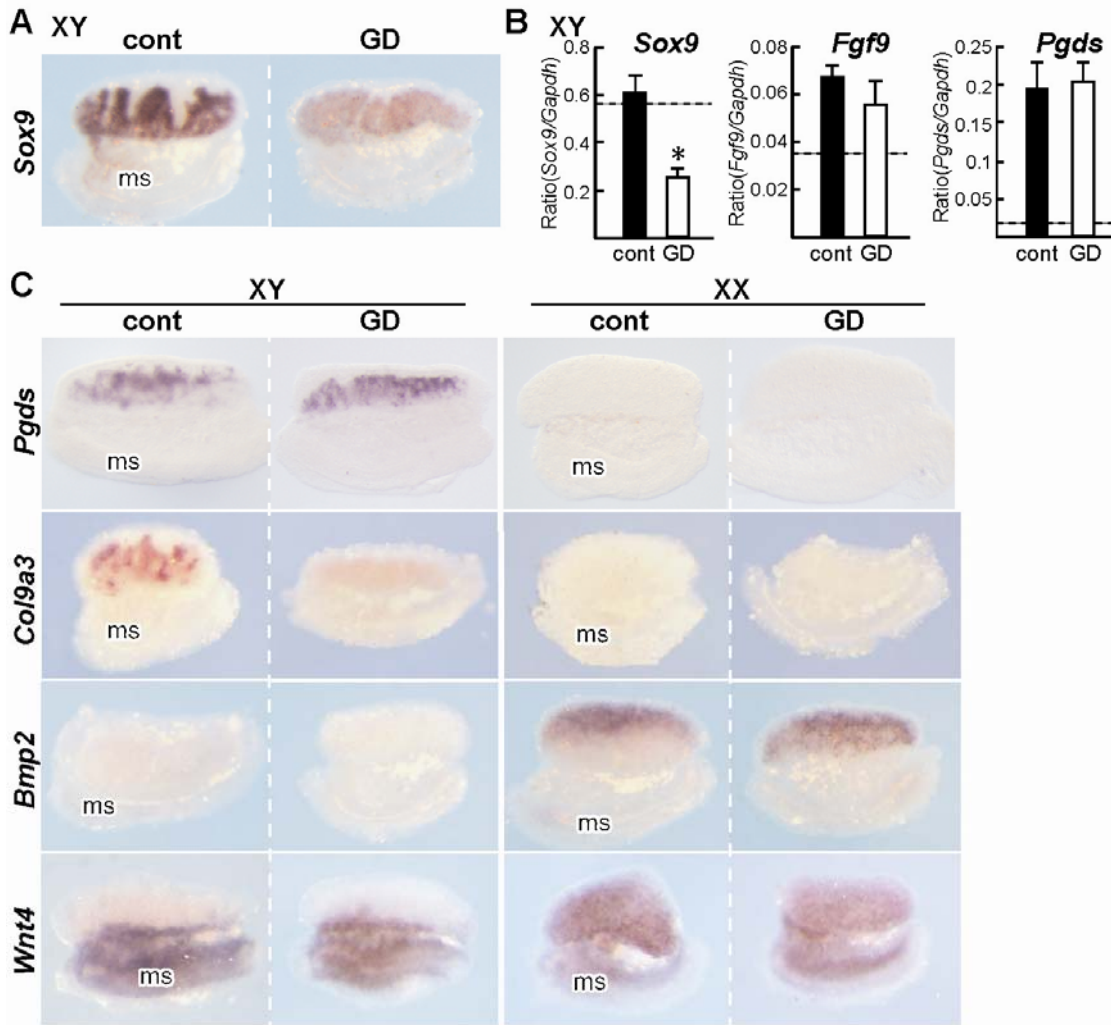 A XY
cont GD
Sox9
ms
B XY
Sox9
Ratio(Sox9/Gapdh)
0.8
0.6
0.4
0.2
*
cont GD
Fgf9
Ratio(Fgf9/Gapdh)
0.08
0.06
0.04
0.02
cont GD
Pgds
Ratio(Pgds/Gapdh)
0.25
0.20
0.15
0.10
0.05
cont GD
C
XY XX
cont GD cont GD
Pgds
ms ms
Col9a3
ms ms
Bmp2
ms ms
Wnt4
ms ms